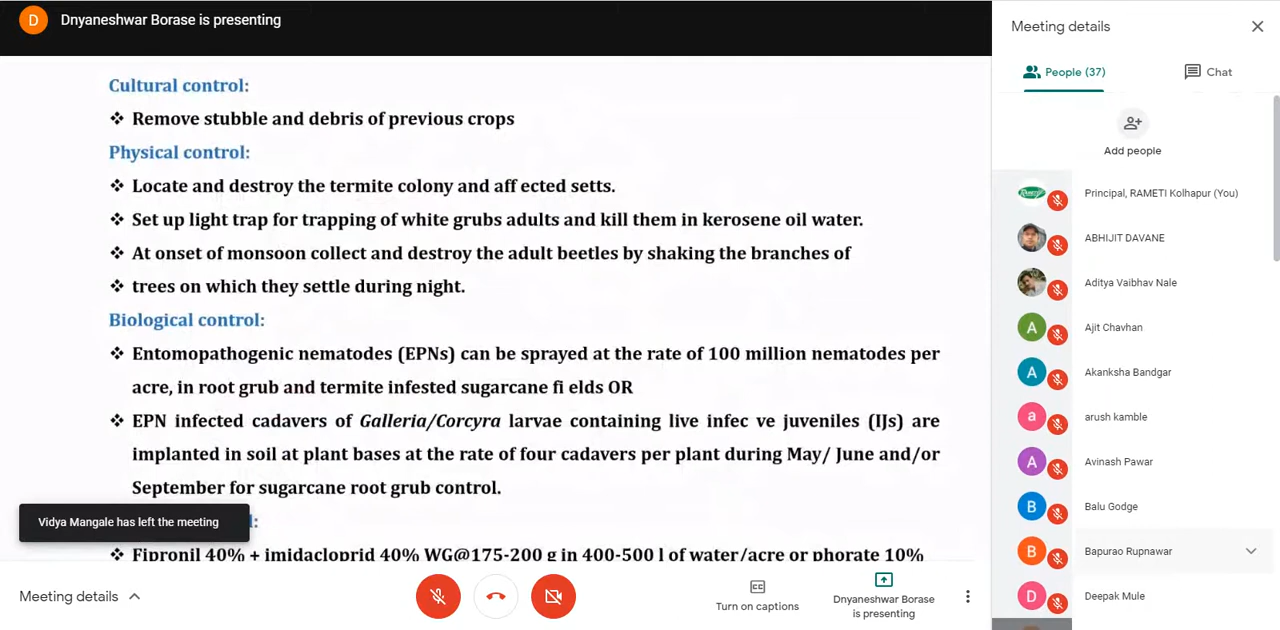 D Dnyaneshwar Borase is presenting
Cultural control:
❖ Remove stubble and debris of previous crops
Physical control:
❖ Locate and destroy the termite colony and aff ected setts.
❖ Set up light trap for trapping of white grubs adults and kill them in kerosene oil water.
❖ At onset of monsoon collect and destroy the adult beetles by shaking the branches of
❖ trees on which they settle during night.
Biological control:
❖ Entomopathogenic nematodes (EPNs) can be sprayed at the rate of 100 million nematodes per
acre, in root grub and termite infested sugarcane fi elds OR
❖ EPN infected cadavers of Galleria/Corcyra larvae containing live infec ve juveniles (IJs) are
implanted in soil at plant bases at the rate of four cadavers per plant during May/ June and/or
September for sugarcane root grub control.
Vidya Mangale has left the meeting
❖ Fipronil 40% + imidacloprid 40% WG@175-200 g in 400-500 l of water/acre or phorate 10%
Meeting details
Turn on captions
Dnyaneshwar Borase
is presenting
Meeting details
People (37)
Chat
Add people
Principal, RAMETI Kolhapur (You)
ABHIJIT DAVANE
Aditya Vaibhav Nale
A Ajit Chavhan
A Akanksha Bandgar
a arush kamble
A Avinash Pawar
B Balu Godge
B Bapurao Rupnawar
D Deepak Mule